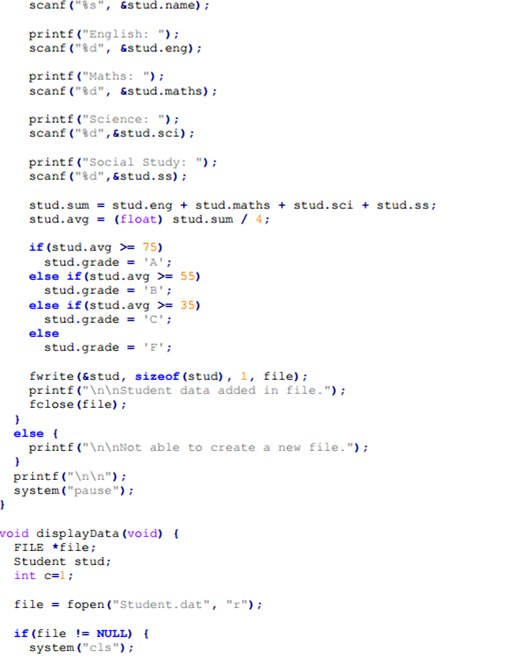 scanf("%s", &stud.name);
printf("English: ");
scanf("%d", &stud.eng);
printf("Maths: ");
scanf("%d", &stud.maths);
printf("Science: ");
scanf("%d",&stud.sci);
printf("Social Study: ");
scanf("%d",&stud.ss);
stud.sum = stud.eng + stud.maths + stud.sci + stud.ss;
stud.avg = (float) stud.sum / 4;
if(stud.avg >= 75)
stud.grade = 'A';
else if(stud.avg >= 55)
stud.grade = 'B';
else if(stud.avg >= 35)
stud.grade = 'C';
else
stud.grade = 'F';
fwrite(&stud, sizeof(stud), 1, file);
printf("\n\nStudent data added in file.");
fclose(file);
}
else {
printf("\n\nNot able to create a new file.");
}
printf("\n\n");
system("pause");
}
void displayData(void) {
FILE *file;
Student stud;
int c=1;
file = fopen("Student.dat", "r");
if(file != NULL) {
system("cls");